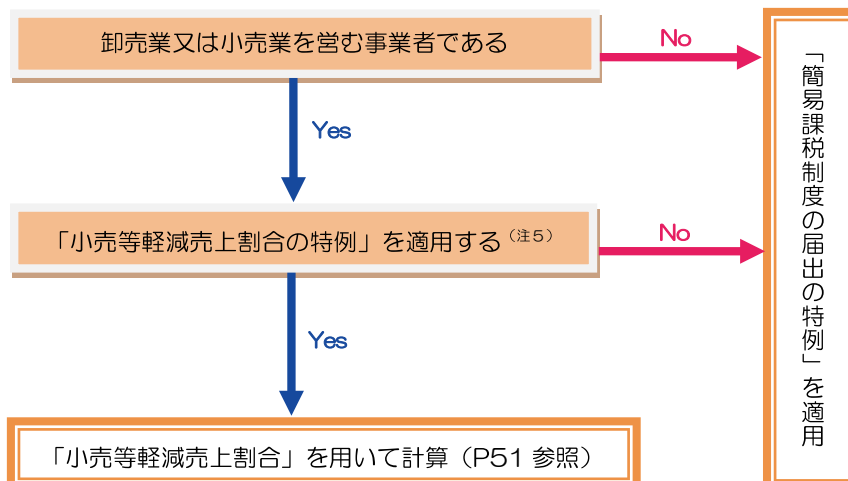 卸売業又は小売業を営む事業者である
No
Yes
「小売等軽減売上割合の特例」を適用する（注５）
No
Yes
「小売等軽減売上割合」を用いて計算（P51 参照）
「簡易課税制度の届出の特例」を適用